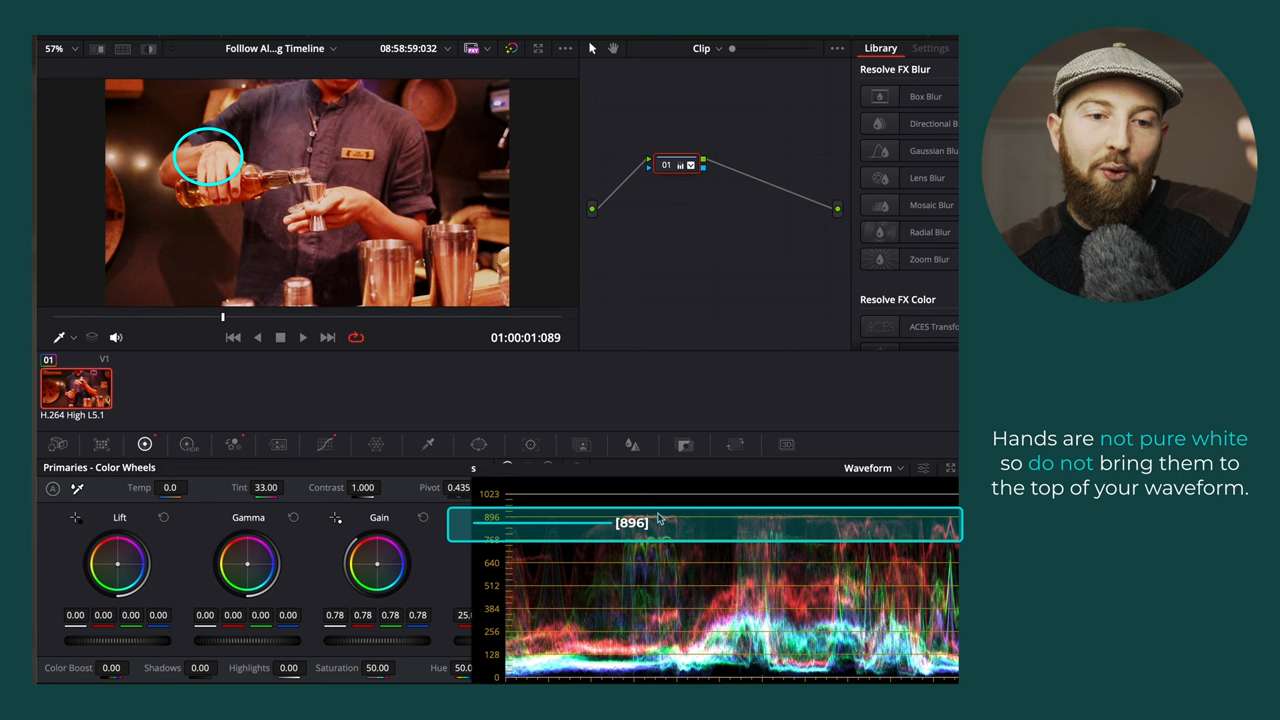 57%
Folllow Al...g Timeline
08:58:59:032
Clip
Library
Settings
Resolve FX Blur
Box Blur
Directional B
Gaussian Blu
Lens Blur
Mosaic Blur
Radial Blur
Zoom Blur
Resolve FX Color
ACES Transfo
01:00:01:089
01
01
V1
H.264 High L5.1
Primaries - Color Wheels
s
Waveform
Temp 0.0
Tint 33.00
Contrast 1.000
Pivot 0.435
Lift
Gamma
Gain
0.00 0.00 0.00 0.00
0.00 0.00 0.00 0.00
0.78 0.78 0.78 0.78
25.
Color Boost 0.00
Shadows 0.00
Highlights 0.00
Saturation 50.00
Hue 50.0
1023
896
[896]
768
640
512
384
256
128
0
3D
Hands are not pure white
so do not bring them to
the top of your waveform.